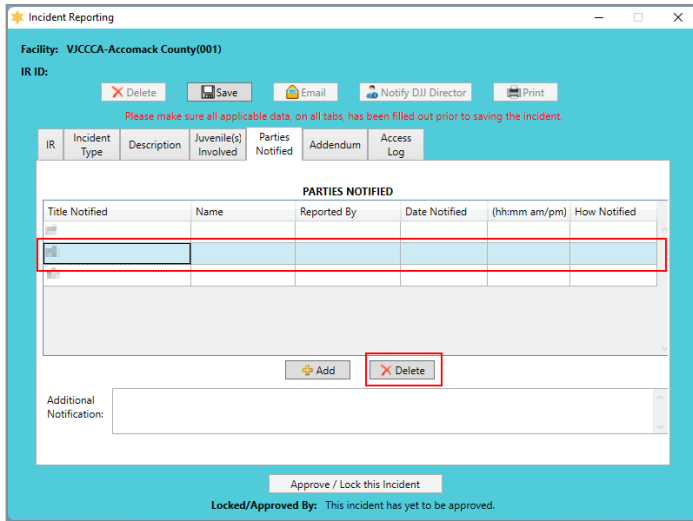 Incident Reporting
Facility: VJCCCA-Accomack County(001)
IR ID:
Delete Save Email Notify DJJ Director Print
Please make sure all applicable data, on all tabs, has been filled out prior to saving the incident.
IR Incident Type Description Juvenile(s) Involved Parties Notified Addendum Access Log
PARTIES NOTIFIED
Title Notified Name Reported By Date Notified (hh:mm am/pm) How Notified
Add Delete
Additional
Notification:
Approve / Lock this Incident
Locked/Approved By: This incident has yet to be approved.